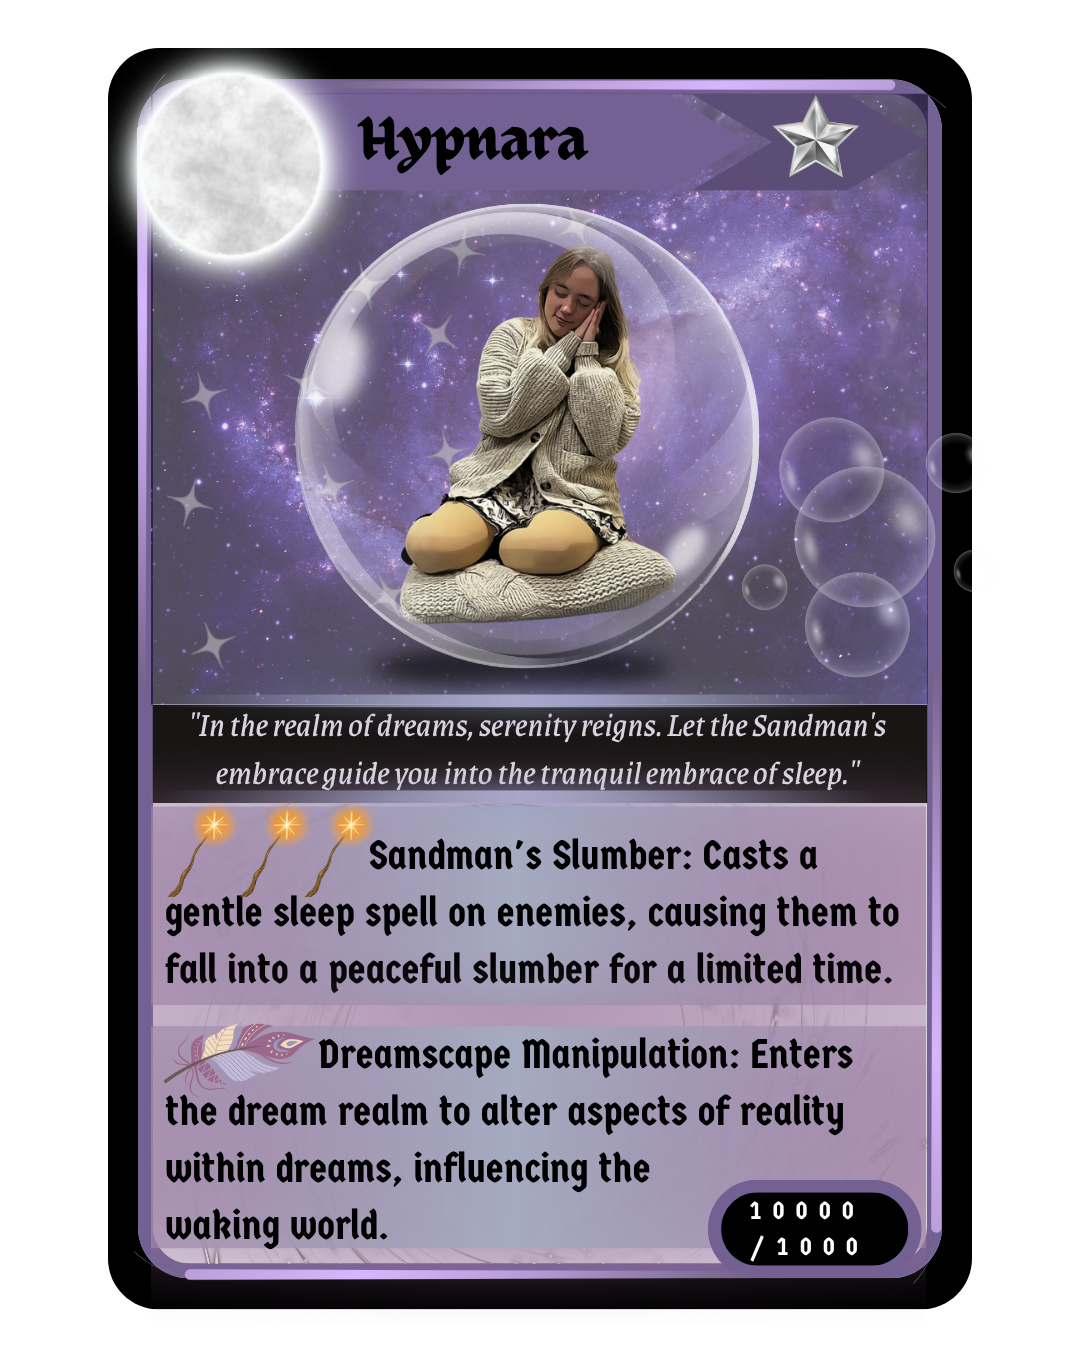 Hypnara
"In the realm of dreams, serenity reigns. Let the Sandman's
embrace guide you into the tranquil embrace of sleep."
Sandman's Slumber: Casts a
gentle sleep spell on enemies, causing them to
fall into a peaceful slumber for a limited time.
Dreamscape Manipulation: Enters
the dream realm to alter aspects of reality
within dreams, influencing the
waking world.
10000
/1000